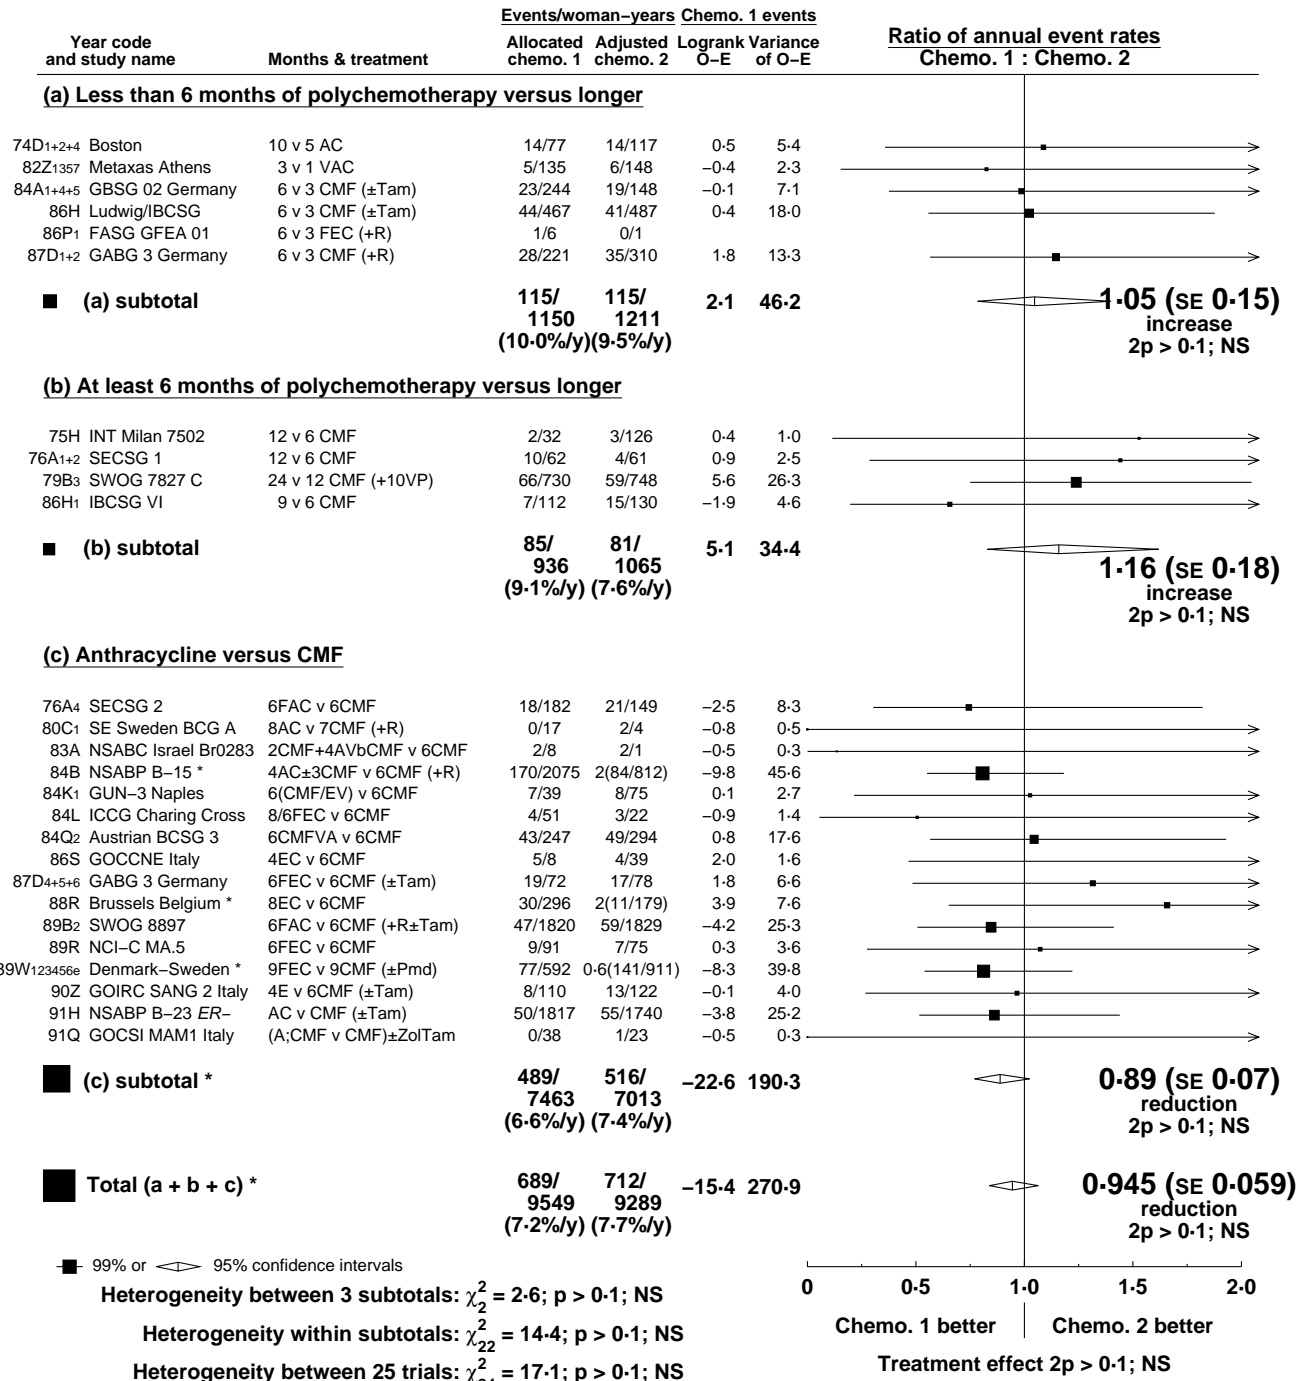 Events/woman–years Chemo. 1 events
Year code and study name Months & treatment Allocated chemo. 1 Adjusted chemo. 2 Logrank O–E Variance of O–E Ratio of annual event rates Chemo. 1 : Chemo. 2
(a) Less than 6 months of polychemotherapy versus longer
74D1+2+4 Boston 10 v 5 AC 14/77 14/117 0·5 5·4
82Z1357 Metaxas Athens 3 v 1 VAC 5/135 6/148 –0·4 2·3
84A1+4+5 GBSG 02 Germany 6 v 3 CMF (±Tam) 23/244 19/148 –0·1 7·1
86H Ludwig/IBCSG 6 v 3 CMF (±Tam) 44/467 41/487 0·4 18·0
86P1 FASG GFEA 01 6 v 3 FEC (+R) 1/6 0/1
87D1+2 GABG 3 Germany 6 v 3 CMF (+R) 28/221 35/310 1·8 13·3
(a) subtotal 115/ 1150 (10·0%/y) 115/ 1211 (9·5%/y) 2·1 46·2 1·05 (SE 0·15)
increase
2p > 0·1; NS
(b) At least 6 months of polychemotherapy versus longer
75H INT Milan 7502 12 v 6 CMF 2/32 3/126 0·4 1·0
76A1+2 SECSG 1 12 v 6 CMF 10/62 4/61 0·9 2·5
79B3 SWOG 7827 C 24 v 12 CMF (+10VP) 66/730 59/748 5·6 26·3
86H1 IBCSG VI 9 v 6 CMF 7/112 15/130 –1·9 4·6
(b) subtotal 85/ 936 (9·1%/y) 81/ 1065 (7·6%/y) 5·1 34·4 1·16 (SE 0·18)
increase
2p > 0·1; NS
(c) Anthracycline versus CMF
76A4 SECSG 2 6FAC v 6CMF 18/182 21/149 –2·5 8·3
80C1 SE Sweden BCG A 8AC v 7CMF (+R) 0/17 2/4 –0·8 0·5
83A NSABC Israel Br0283 2CMF+4AVbCMF v 6CMF 2/8 2/1 –0·5 0·3
84B NSABP B–15 * 4AC±3CMF v 6CMF (+R) 170/2075 2(84/812) –9·8 45·6
84K1 GUN–3 Naples 6(CMF/EV) v 6CMF 7/39 8/75 0·1 2·7
84L ICCG Charing Cross 8/6FEC v 6CMF 4/51 3/22 –0·9 1·4
84Q2 Austrian BCSG 3 6CMFVA v 6CMF 43/247 49/294 0·8 17·6
86S GOCCNE Italy 4EC v 6CMF 5/8 4/39 2·0 1·6
87D4+5+6 GABG 3 Germany 6FEC v 6CMF (±Tam) 19/72 17/78 1·8 6·6
88R Brussels Belgium * 8EC v 6CMF 30/296 2(11/179) 3·9 7·6
89B2 SWOG 8897 6FAC v 6CMF (+R±Tam) 47/1820 59/1829 –4·2 25·3
89R NCI–C MA.5 6FEC v 6CMF 9/91 7/75 0·3 3·6
39W123456e Denmark–Sweden * 9FEC v 9CMF (±Pmd) 77/592 0·6(141/911) –8·3 39·8
90Z GOIRC SANG 2 Italy 4E v 6CMF (±Tam) 8/110 13/122 –0·1 4·0
91H NSABP B–23 ER– AC v CMF (±Tam) 50/1817 55/1740 –3·8 25·2
91Q GOCSI MAM1 Italy (A;CMF v CMF)±ZolTam 0/38 1/23 –0·5 0·3
(c) subtotal * 489/ 7463 (6·6%/y) 516/ 7013 (7·4%/y) –22·6 190·3 0·89 (SE 0·07)
reduction
2p > 0·1; NS
Total (a + b + c) * 689/ 9549 (7·2%/y) 712/ 9289 (7·7%/y) –15·4 270·9 0·945 (SE 0·059)
reduction
2p > 0·1; NS
99% or 95% confidence intervals
0 0·5 1·0 1·5 2·0
Heterogeneity between 3 subtotals: χ²₂ = 2·6; p > 0·1; NS
Chemo. 1 better Chemo. 2 better
Heterogeneity within subtotals: χ²₂₂ = 14·4; p > 0·1; NS
Treatment effect 2p > 0·1; NS
Heterogeneity between 25 trials: χ² = 17·1; p > 0·1; NS